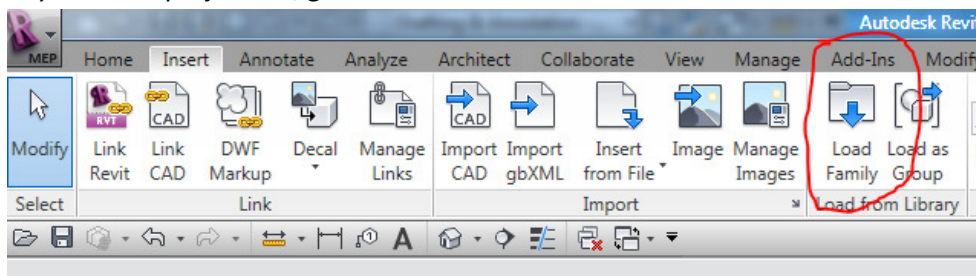 Autodesk Revi
MEP Home Insert Annotate Analyze Architect Collaborate View Manage Add-Ins Modify
RVT CAD CAD
Modify Link Link DWF Decal Manage Import Import Insert Image Manage Load Load as
Revit CAD Markup Links CAD gbXML from File Images Family Group
Select Link Import Load from Library
A